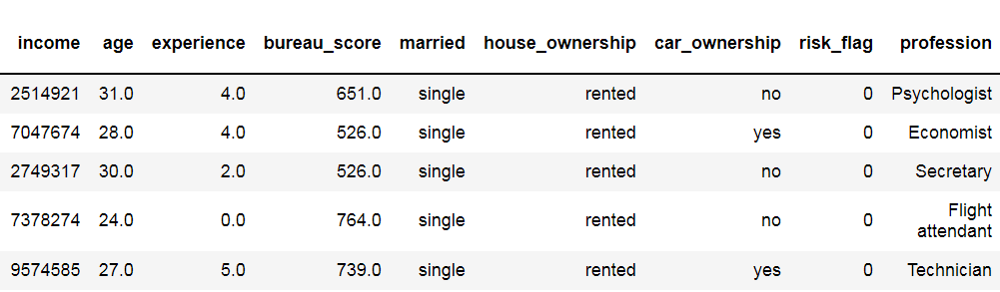 income age experience bureau_score married house_ownership car_ownership risk_flag profession
2514921 31.0 4.0 651.0 single rented no 0 Psychologist
7047674 28.0 4.0 526.0 single rented yes 0 Economist
2749317 30.0 2.0 526.0 single rented no 0 Secretary
7378274 24.0 0.0 764.0 single rented no 0 Flight
attendant
9574585 27.0 5.0 739.0 single rented yes 0 Technician